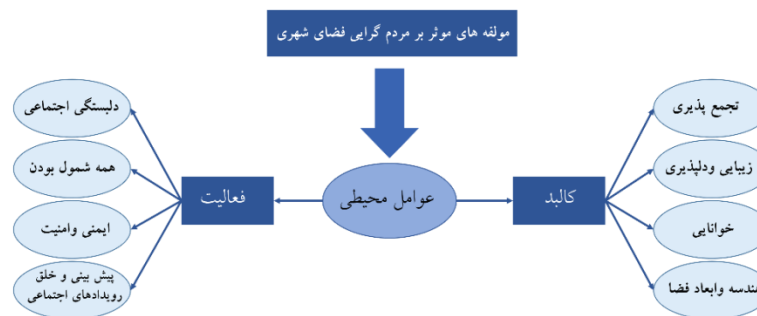 مولفه های موثر بر مردم گرایی فضای شهری
عوامل محیطی
کالبد
تجمع پذیری
زیبایی ودلپذیری
خوانایی
هندسه وابعاد فضا
فعالیت
دلبستگی اجتماعی
همه شمول بودن
ایمنی وامنیت
پیش بینی و خلق
رویدادهای اجتماعی